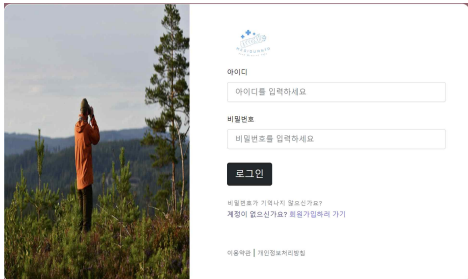 아이디
아이디를 입력하세요
비밀번호
비밀번호를 입력하세요
로그인
비밀번호가 기억나지 않으신가요?
계정이 없으신가요? 회원가입하러 가기
이용약관 | 개인정보처리방침